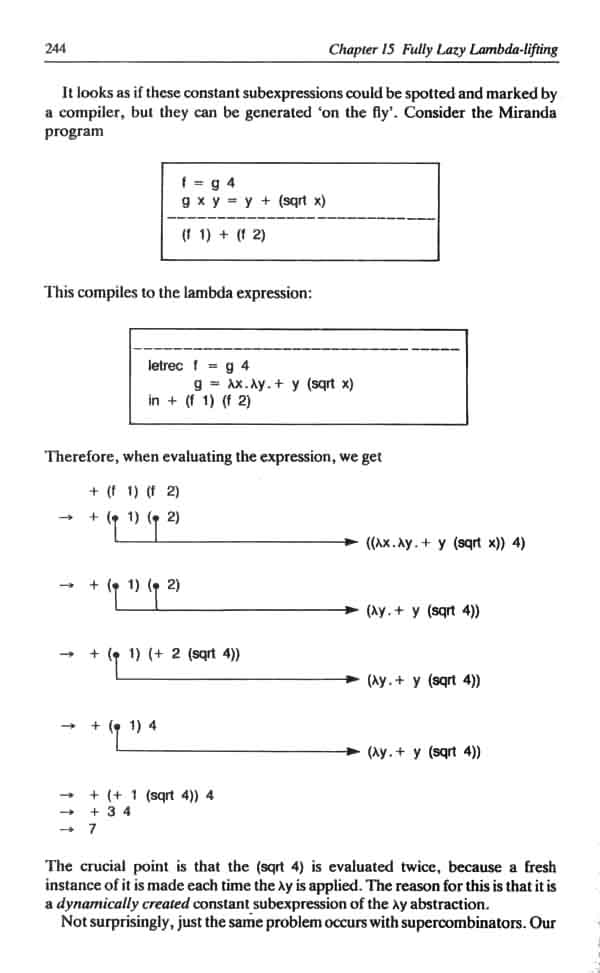 244 Chapter 15 Fully Lazy Lambda-lifting
It looks as if these constant subexpressions could be spotted and marked by
a compiler, but they can be generated ‘on the fly’. Consider the Miranda
program
f = g 4
g x y = y + (sqrt x)
(f 1) + (f 2)
This compiles to the lambda expression:
letrec f = g 4
g = λx.λy.+ y (sqrt x)
in + (f 1) (f 2)
Therefore, when evaluating the expression, we get
+ (f 1) (f 2)
→ + (• 1) (• 2)
((λx.λy.+ y (sqrt x)) 4)
→ + (• 1) (• 2)
(λy.+ y (sqrt 4))
→ + (• 1) (+ 2 (sqrt 4))
(λy.+ y (sqrt 4))
→ + (• 1) 4
(λy.+ y (sqrt 4))
→ + (+ 1 (sqrt 4)) 4
→ + 3 4
→ 7
The crucial point is that the (sqrt 4) is evaluated twice, because a fresh
instance of it is made each time the λy is applied. The reason for this is that it is
a dynamically created constant subexpression of the λy abstraction.
Not surprisingly, just the same problem occurs with supercombinators. Our